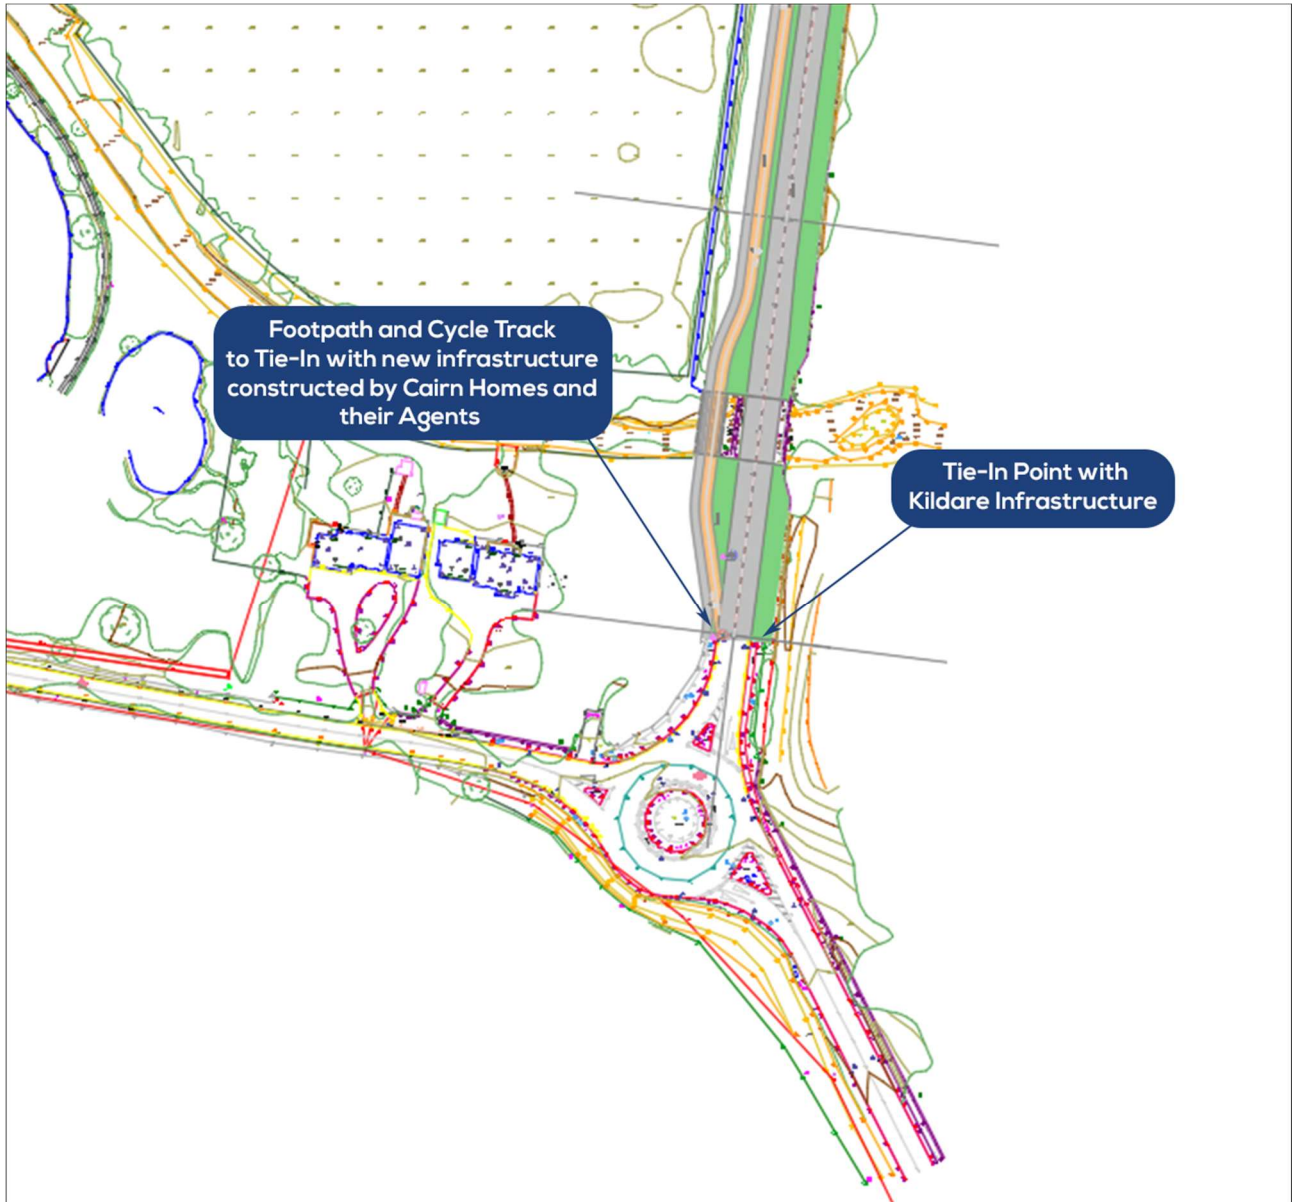 Footpath and Cycle Track
to Tie-In with new infrastructure
constructed by Cairn Homes and
their Agents
Tie-In Point with
Kildare Infrastructure